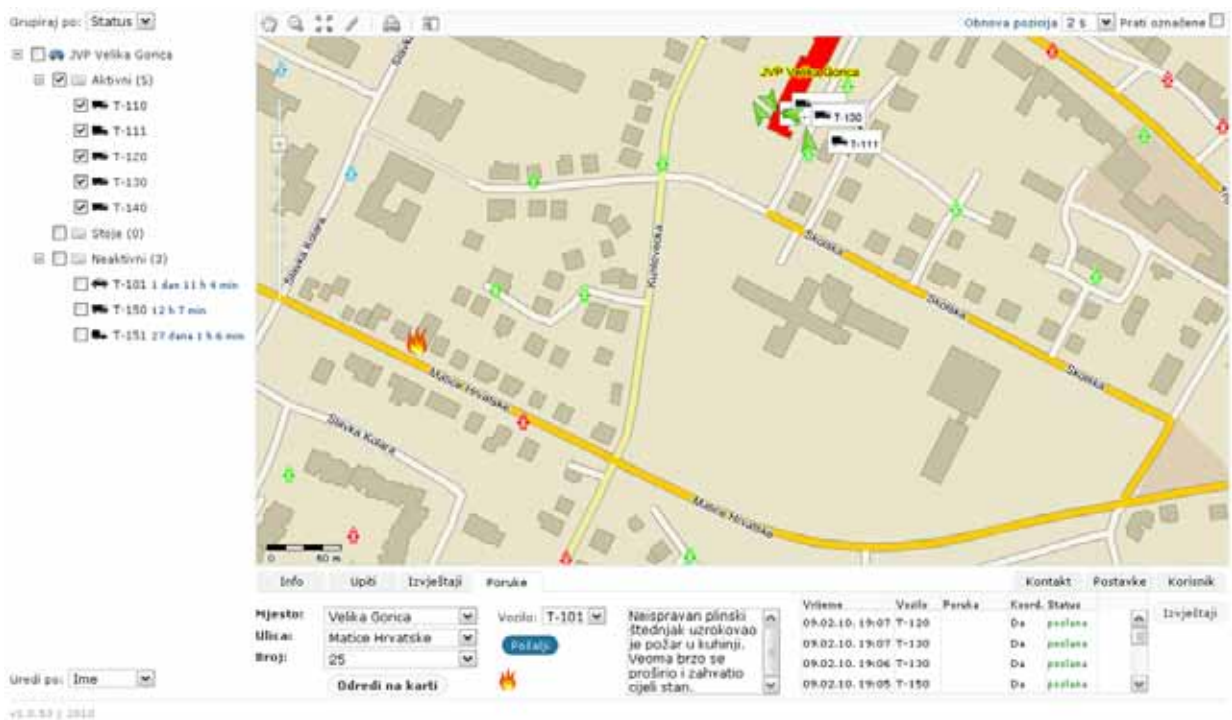 Grupiraj po: Status
Obnova pozicija 2 s Prati označene
JVP Velika Gorica
Aktivni (5)
T-110
T-111
T-120
T-130
T-140
Stoje (0)
Neaktivni (3)
T-101 1 dan 11 h 4 min
T-150 12 h 7 min
T-151 27 dana 1 h 6 min
JVP Velika Gorica
T-130
T-111
Slavka Kolara
Slavka Kolara
Školska
Školska
Školska
Matice Hrvatske
Slavka Kolara
Matice Hrvatske
0 80 m
Info Upiti Izvještaji Poruke Kontakt Postavke Korisnik
Mjesto: Velika Gorica
Ulica: Matice Hrvatske
Broj: 25
Odredi na karti
Vozilo: T-101
Pošalji
Neispravan plinski
štednjak uzrokovao
je požar u kuhinji.
Veoma brzo se
proširio i zahvatio
cijeli stan.
Vrijeme Vozilo Poruka Koord. Status
09.02.10. 19:07 T-120 Da poslana
09.02.10. 19:07 T-130 Da poslana
09.02.10. 19:06 T-130 Da poslana
09.02.10. 19:05 T-150 Da poslana
Izvještaji
Uredi po: Ime
| 2010